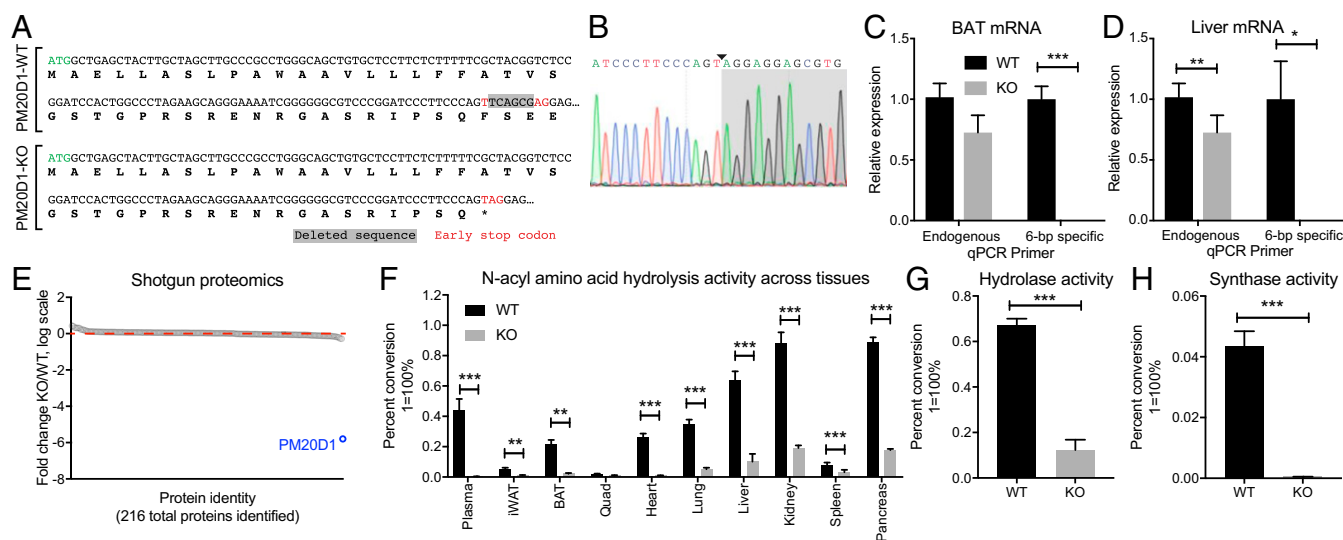 A
PM20D1-WT
ATGGCTGAGCTACTTGCTAGCTTGCCCGCCTGGGCAGCTGTGCTCCTTCTCTTTTTCGCTACGGTCTCC
M A E L L A S L P A W A A V L L L F F A T V S
GGATCCACTGGCCCTAGAAGCAGGGAAAATCGGGGGGCGTCCCGGATCCCTTCCCAGTTCAGCGAGGAG…
G S T G P R S R E N R G A S R I P S Q F S E E
PM20D1-KO
ATGGCTGAGCTACTTGCTAGCTTGCCCGCCTGGGCAGCTGTGCTCCTTCTCTTTTTCGCTACGGTCTCC
M A E L L A S L P A W A A V L L L F F A T V S
GGATCCACTGGCCCTAGAAGCAGGGAAAATCGGGGGGCGTCCCGGATCCCTTCCCAGTAGGAG…
G S T G P R S R E N R G A S R I P S Q *
Deleted sequence
Early stop codon
B
ATCCCTTCCCAGTAGGAGGAGCGTG
C
BAT mRNA
Relative expression
1.5
1.0
0.5
0.0
WT
KO
***
Endogenous
6-bp specific
qPCR Primer
D
Liver mRNA
Relative expression
1.5
1.0
0.5
0.0
**
*
Endogenous
6-bp specific
qPCR Primer
E
Shotgun proteomics
Fold change KO/WT, log scale
2
0
-2
-4
-6
-8
PM20D1
Protein identity
(216 total proteins identified)
F
N-acyl amino acid hydrolysis activity across tissues
Percent conversion
1=100%
1.2
1.0
0.8
0.6
0.4
0.2
0.0
WT
KO
***
**
**
***
***
***
***
***
***
Plasma
iWAT
BAT
Quad
Heart
Lung
Liver
Kidney
Spleen
Pancreas
G
Hydrolase activity
Percent conversion
1=100%
0.8
0.6
0.4
0.2
0.0
***
WT
KO
H
Synthase activity
Percent conversion
1=100%
0.06
0.04
0.02
0.00
***
WT
KO